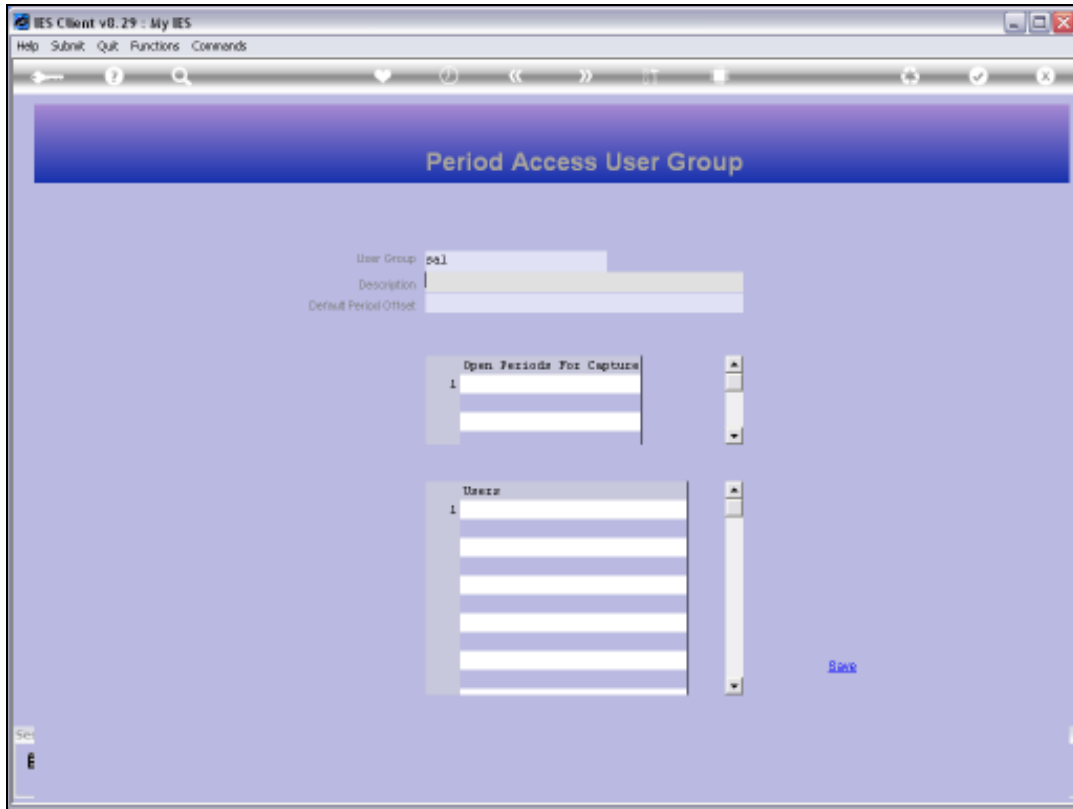 IES Client v8.29 : My IES
Help Submit Quit Functions Commands
Period Access User Group
User Group sal
Description
Default Period Offset
Open Periods For Capture
1
Users
1
Save